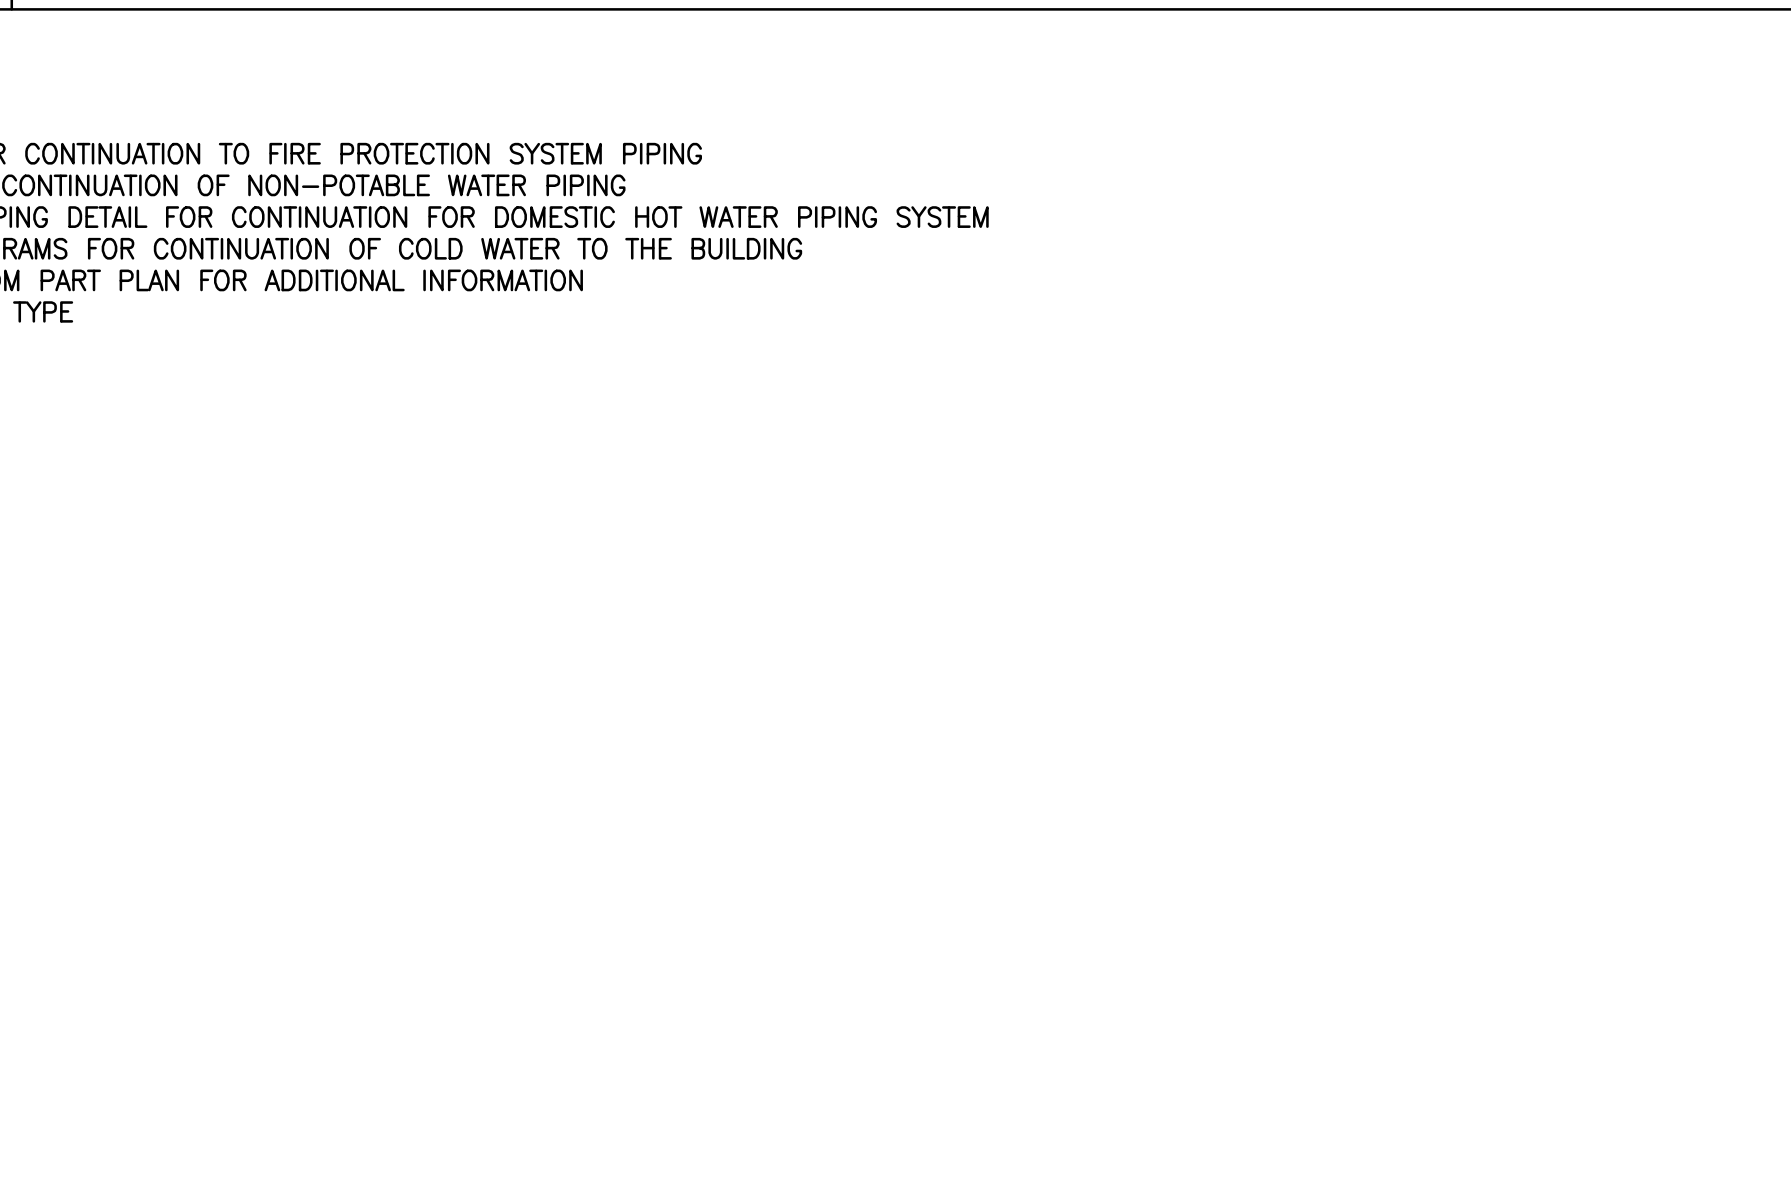 R CONTINUATION TO FIRE PROTECTION SYSTEM PIPING
CONTINUATION OF NON–POTABLE WATER PIPING
PING DETAIL FOR CONTINUATION FOR DOMESTIC HOT WATER PIPING SYSTEM
RAMS FOR CONTINUATION OF COLD WATER TO THE BUILDING
OM PART PLAN FOR ADDITIONAL INFORMATION
TYPE